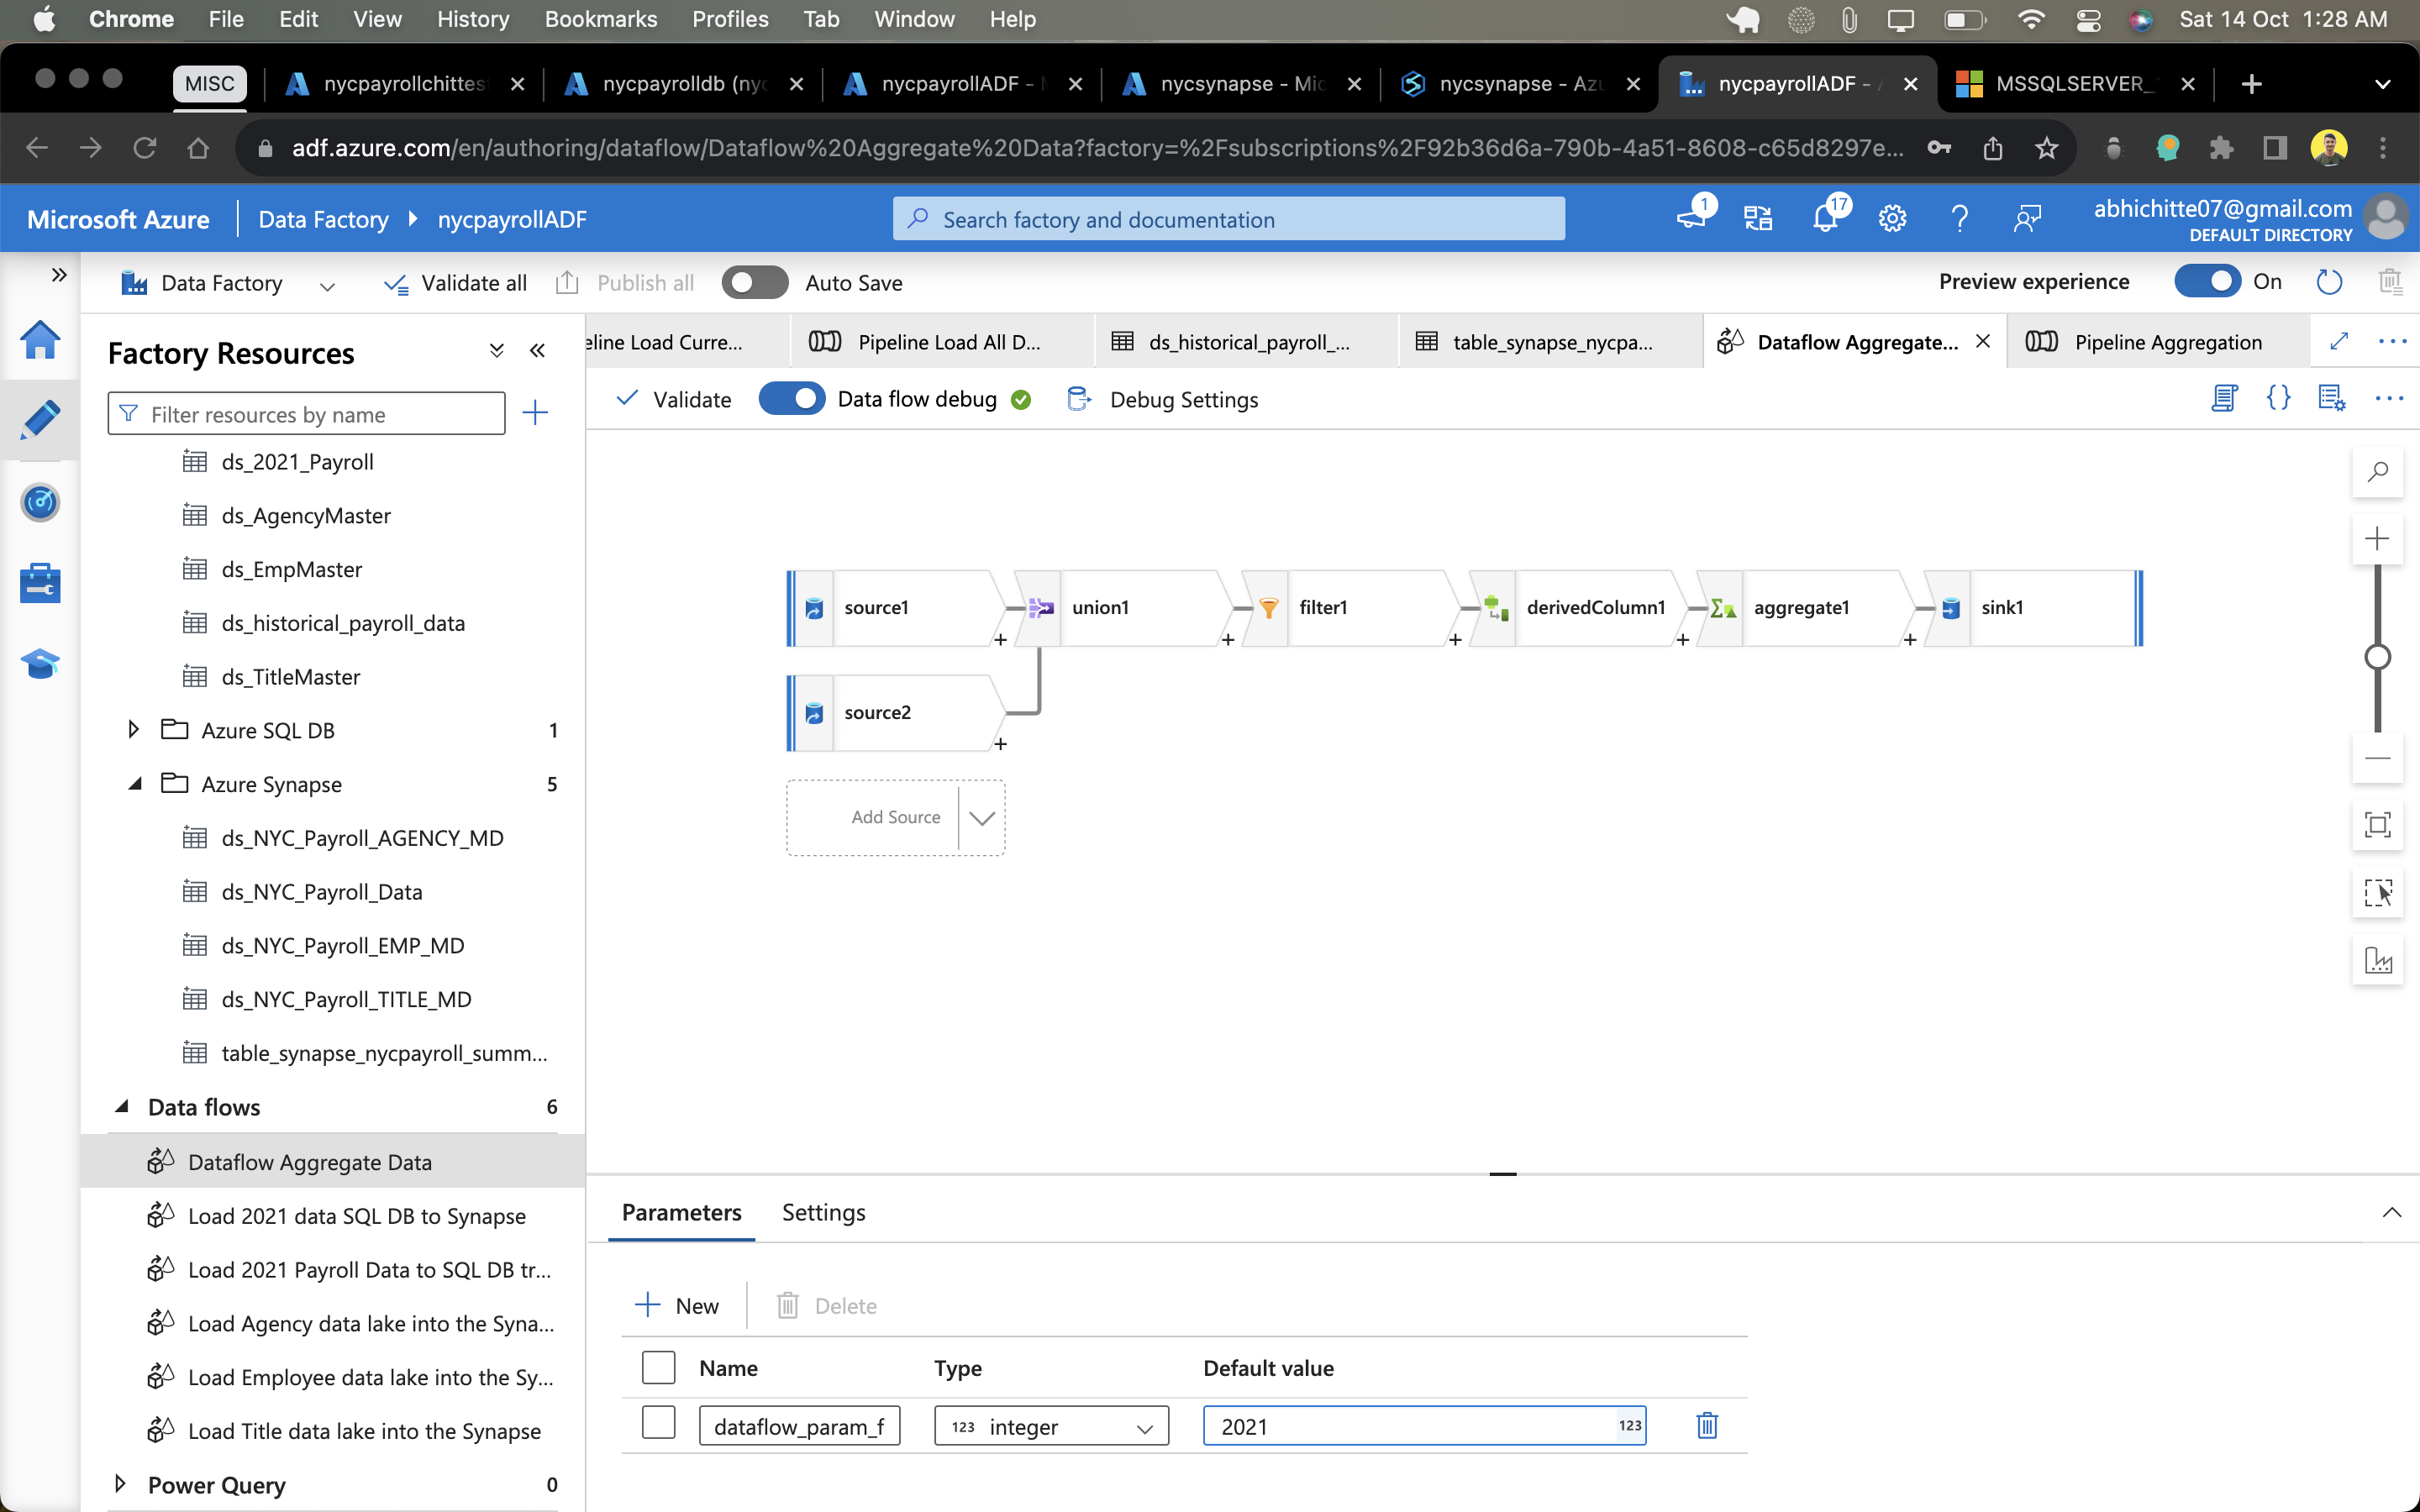 Chrome File Edit View History Bookmarks Profiles Tab Window Help Sat 14 Oct 1:28 AM
MISC nycpayrollchittes nycpayrolldb (nyc nycpayrollADF - nycsynapse - Mic nycsynapse - Az nycpayrollADF - MSSQLSERVER_
adf.azure.com/en/authoring/dataflow/Dataflow%20Aggregate%20Data?factory=%2Fsubscriptions%2F92b36d6a-790b-4a51-8608-c65d8297e...
Microsoft Azure Data Factory nycpayrollADF Search factory and documentation 1 17 abhichitte07@gmail.com
DEFAULT DIRECTORY
Data Factory Validate all Publish all Auto Save Preview experience On
Factory Resources
eline Load Curre... Pipeline Load All D... ds_historical_payroll_... table_synapse_nycpa... Dataflow Aggregate... Pipeline Aggregation
Filter resources by name
Validate Data flow debug Debug Settings
ds_2021_Payroll
ds_AgencyMaster
ds_EmpMaster
ds_historical_payroll_data
ds_TitleMaster
Azure SQL DB 1
Azure Synapse 5
ds_NYC_Payroll_AGENCY_MD
ds_NYC_Payroll_Data
ds_NYC_Payroll_EMP_MD
ds_NYC_Payroll_TITLE_MD
table_synapse_nycpayroll_summ...
Data flows 6
Dataflow Aggregate Data
Load 2021 data SQL DB to Synapse
Load 2021 Payroll Data to SQL DB tr...
Load Agency data lake into the Syna...
Load Employee data lake into the Sy...
Load Title data lake into the Synapse
Power Query 0
source1 union1 filter1 derivedColumn1 aggregate1 sink1
source2
Add Source
Parameters Settings
New Delete
Name Type Default value
dataflow_param_f 123 integer 2021 123